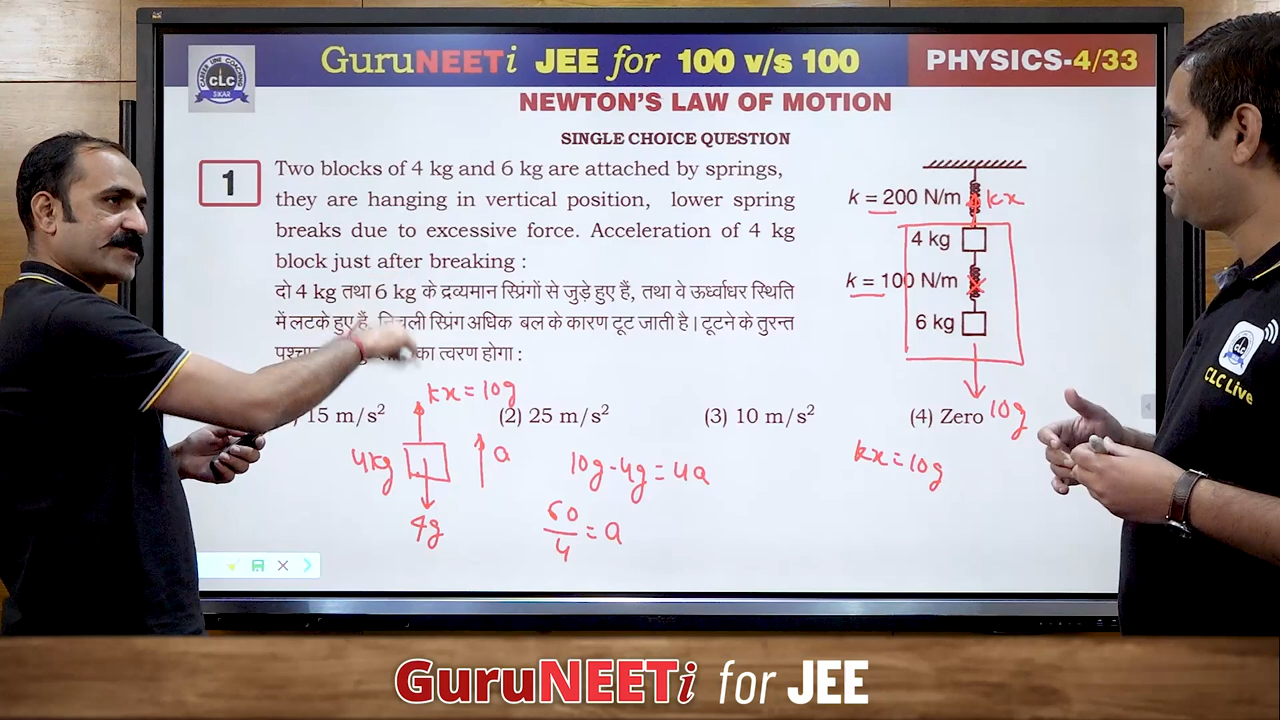 GuruNEETi JEE for 100 v/s 100
PHYSICS-4/33
CLC
SIKAR
NEWTON'S LAW OF MOTION
SINGLE CHOICE QUESTION
1
Two blocks of 4 kg and 6 kg are attached by springs,
they are hanging in vertical position, lower spring
breaks due to excessive force. Acceleration of 4 kg
block just after breaking :
दो 4 kg तथा 6 kg के द्रव्यमान स्प्रिंगों से जुड़े हुए हैं, तथा वे ऊर्ध्वाधर स्थिति
में लटके हुए हैं, निचली स्प्रिंग अधिक बल के कारण टूट जाती है। टूटने के तुरन्त
का त्वरण होगा :
15 m/s²
(2) 25 m/s²
(3) 10 m/s²
(4) Zero
k = 200 N/m
kx
4 kg
k = 100 N/m
6 kg
10g
kx = 10g
kx = 10g
4kg
a
4g
10g - 4g = 4a
60/4 = a
CLC
CLC Live
GuruNEETi for JEE